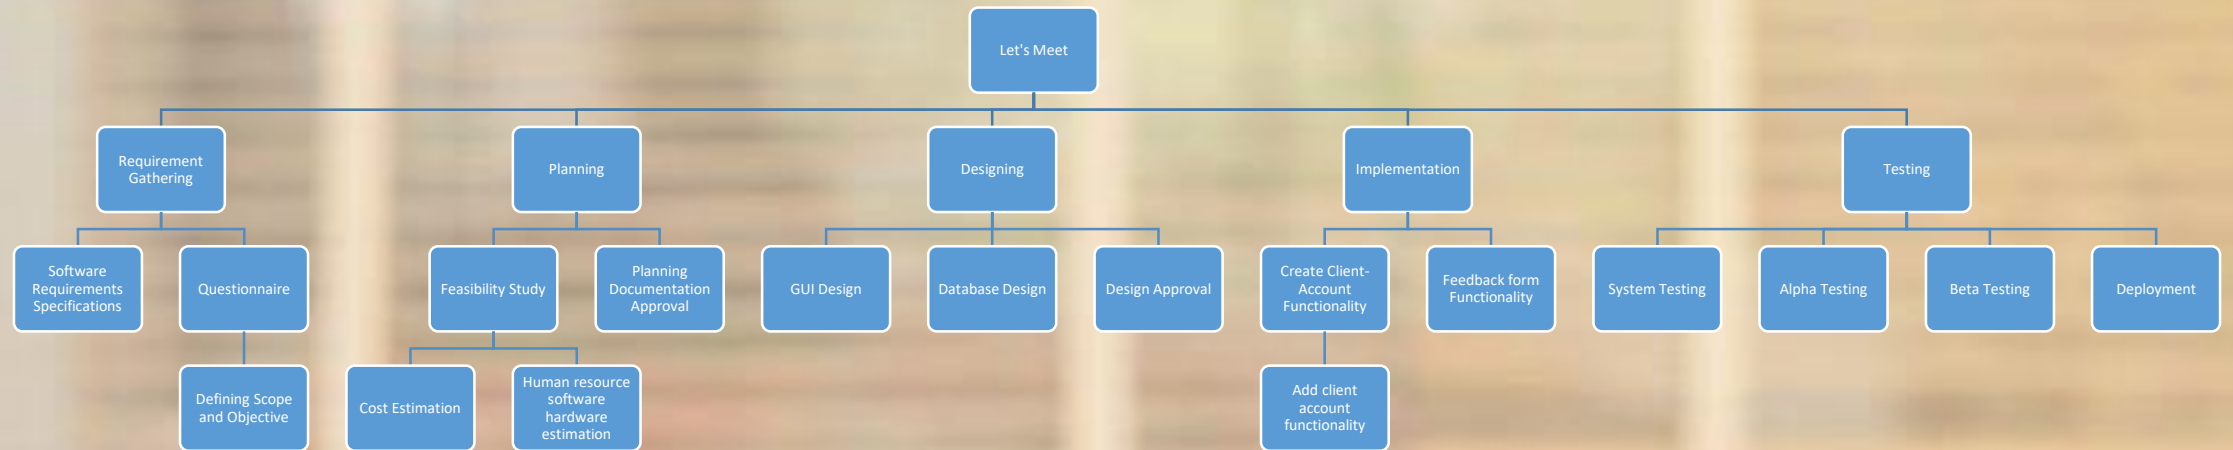 Let's Meet
Requirement
Gathering
Planning
Designing
Implementation
Testing
Software
Requirements
Specifications
Questionnaire
Feasibility Study
Planning
Documentation
Approval
GUI Design
Database Design
Design Approval
Create Client-
Account
Functionality
Feedback form
Functionality
System Testing
Alpha Testing
Beta Testing
Deployment
Defining Scope
and Objective
Cost Estimation
Human resource
software
hardware
estimation
Add client
account
functionality